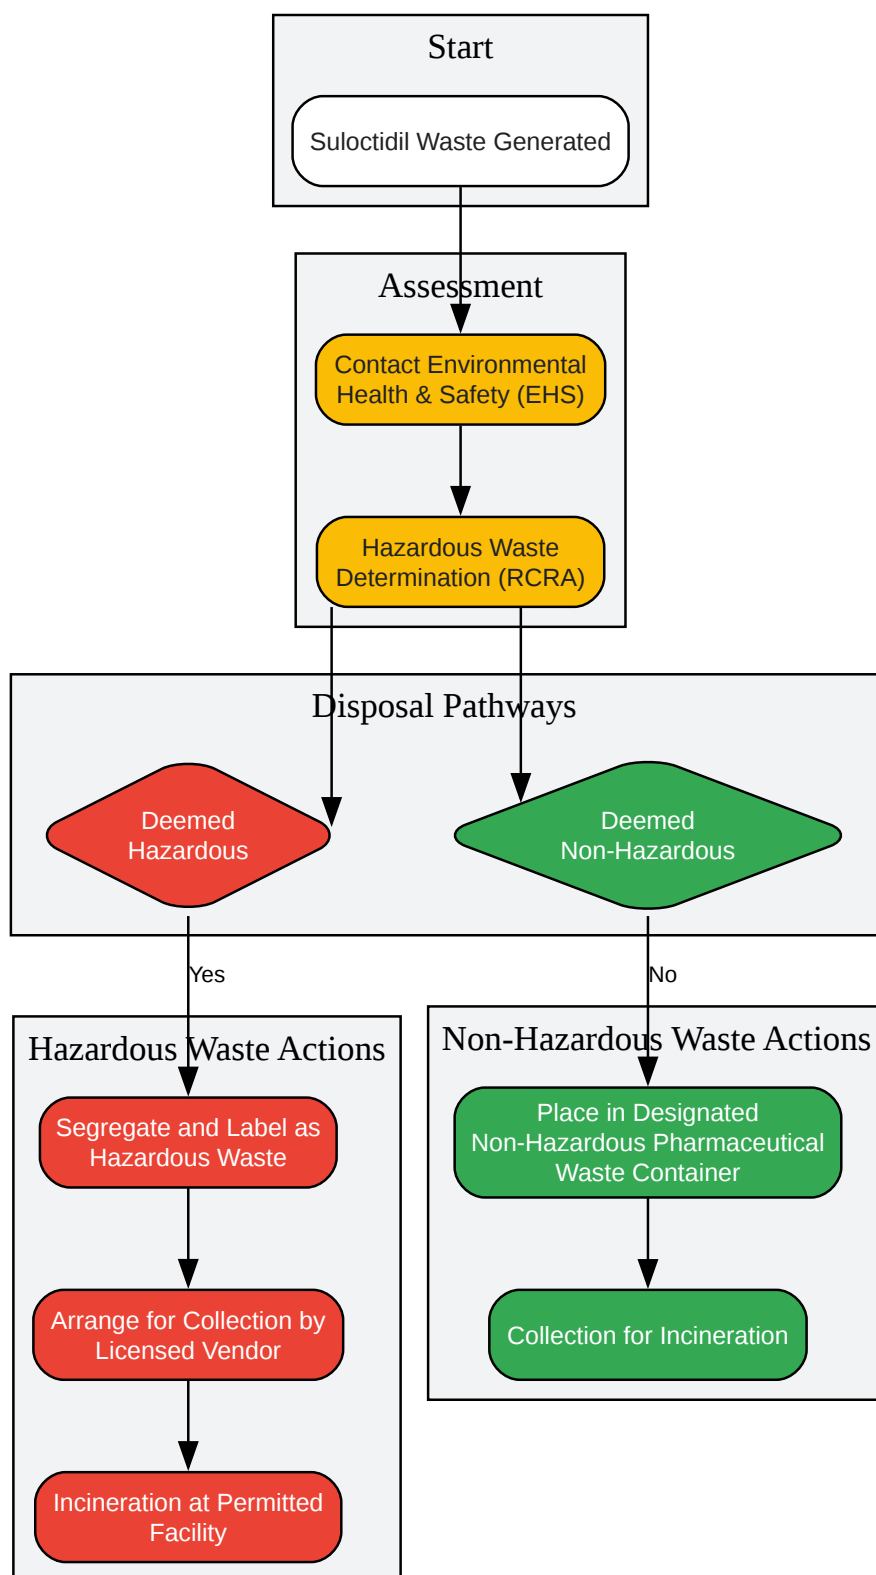 Start
Suloctidil Waste Generated
Assessment
Contact Environmental
Health & Safety (EHS)
Hazardous Waste
Determination (RCRA)
Disposal Pathways
Deemed
Hazardous
Deemed
Non-Hazardous
Yes
No
Hazardous Waste Actions
Segregate and Label as
Hazardous Waste
Arrange for Collection by
Licensed Vendor
Incineration at Permitted
Facility
Non-Hazardous Waste Actions
Place in Designated
Non-Hazardous Pharmaceutical
Waste Container
Collection for Incineration